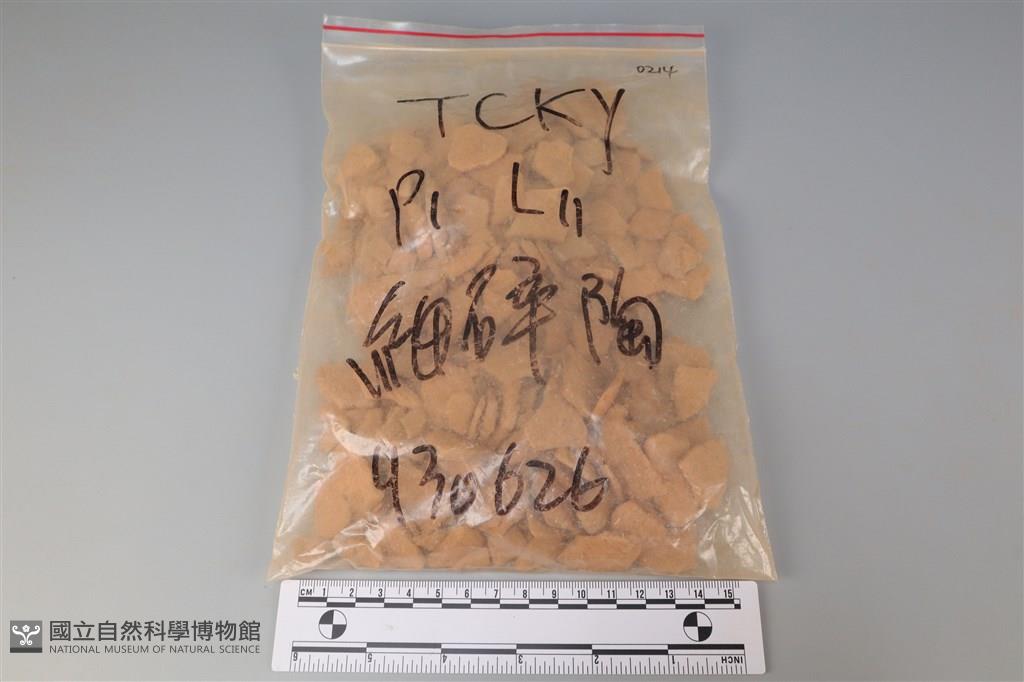 0214
TCKY
P1 L11
細碎陶
930626
CM 1 2 3 4 5 6 7 8 9 10 11 12 13 14 15
6 5 4 3 2 1 INCH
國立自然科學博物館
NATIONAL MUSEUM OF NATURAL SCIENCE